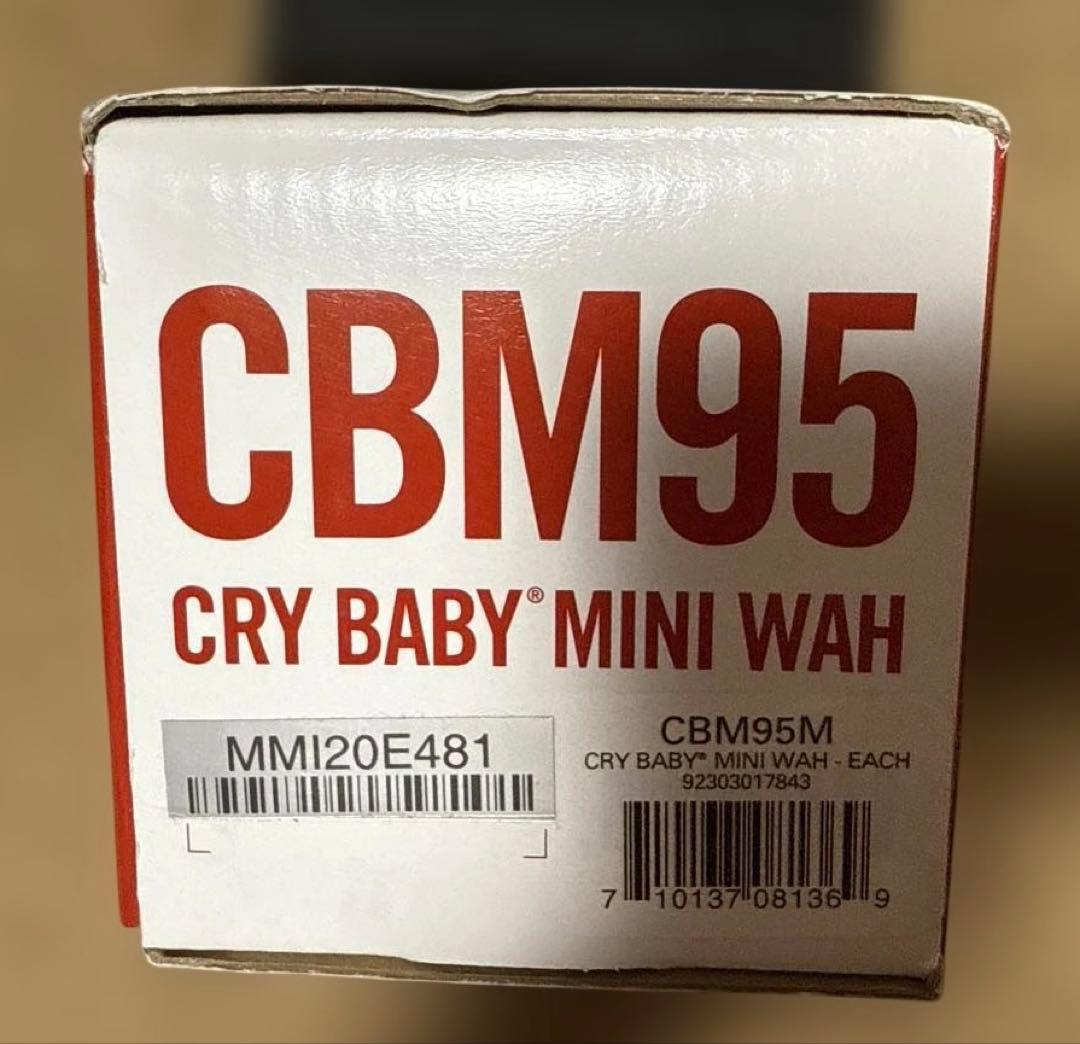 CBM95
CRY BABY® MINI WAH
MMI20E481
CBM95M
CRY BABY® MINI WAH - EACH
92303017843
7 10137 08136 9